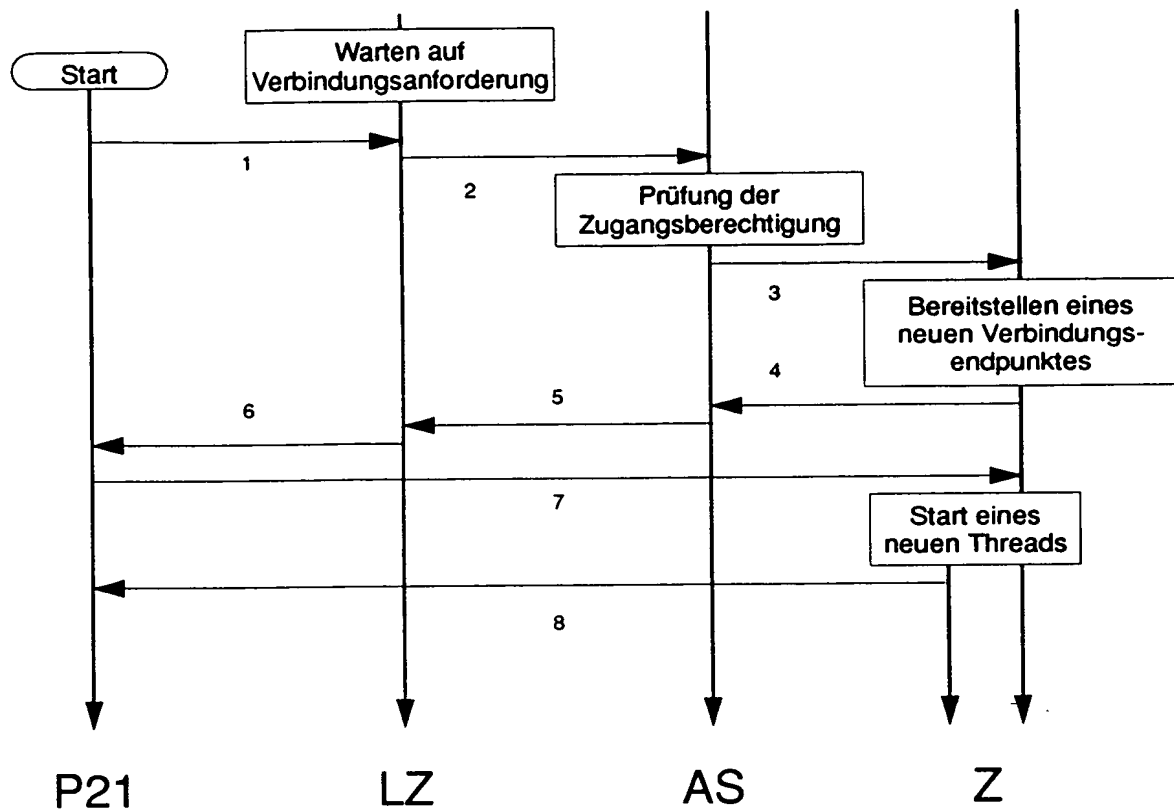 Warten auf
Verbindungsanforderung
Start
1
2
Prüfung der
Zugangsberechtigung
3
Bereitstellen eines
neuen Verbindungs-
endpunktes
4
5
6
7
Start eines
neuen Threads
8
P21
LZ
AS
Z